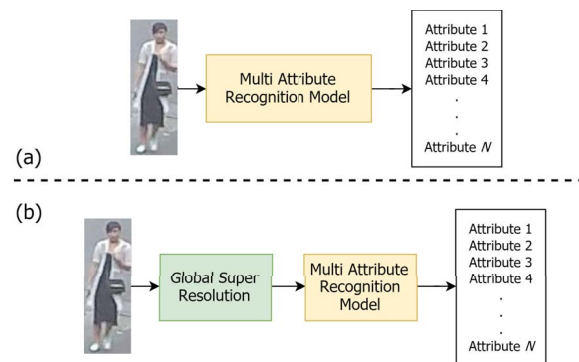 Attribute 1
Attribute 2
Attribute 3
Attribute 4
.
.
.
Attribute N
Multi Attribute
Recognition Model
(a)
(b)
Global Super
Resolution
Multi Attribute
Recognition
Model
Attribute 1
Attribute 2
Attribute 3
Attribute 4
.
.
.
Attribute N